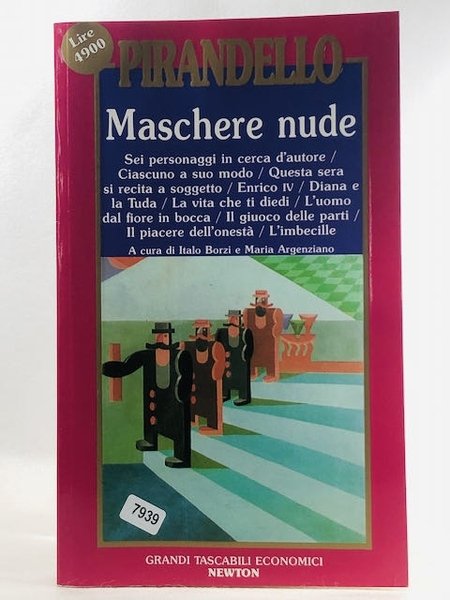 Lire
4900
PIRANDELLO
Maschere nude
Sei personaggi in cerca d'autore /
Ciascuno a suo modo / Questa sera
si recita a soggetto / Enrico IV / Diana e
la Tuda / La vita che ti diedi / L'uomo
dal fiore in bocca / Il giuoco delle parti /
Il piacere dell'onestà / L'imbecille
A cura di Italo Borzi e Maria Argenziano
7939
GRANDI TASCABILI ECONOMICI
NEWTON